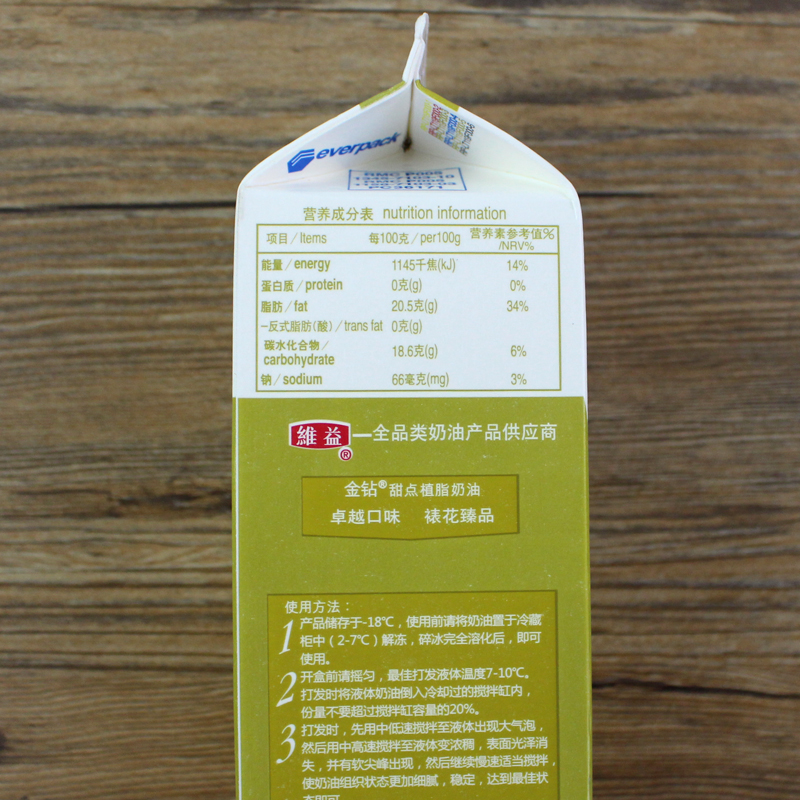 everpack
营养成分表 nutrition information
项目/Items 每100克/per100g 营养素参考值%/NRV%
能量/energy 1145千焦(kJ) 14%
蛋白质/protein 0克(g) 0%
脂肪/fat 20.5克(g) 34%
-反式脂肪(酸)/trans fat 0克(g)
碳水化合物/carbohydrate 18.6克(g) 6%
钠/sodium 66毫克(mg) 3%
維益®—全品类奶油产品供应商
金钻®甜点植脂奶油
卓越口味 裱花臻品
使用方法：
1 产品储存于-18℃，使用前请将奶油置于冷藏
柜中（2-7℃）解冻，碎冰完全溶化后，即可
使用。
2 开盒前请摇匀，最佳打发液体温度7-10℃。
打发时将液体奶油倒入冷却过的搅拌缸内，
份量不要超过搅拌缸容量的20%。
3 打发时，先用中低速搅拌至液体出现大气泡，
然后用中高速搅拌至液体变浓稠，表面光泽消
失，并有软尖峰出现，然后继续慢速适当搅拌，
使奶油组织状态更加细腻，稳定，达到最佳状
态即可